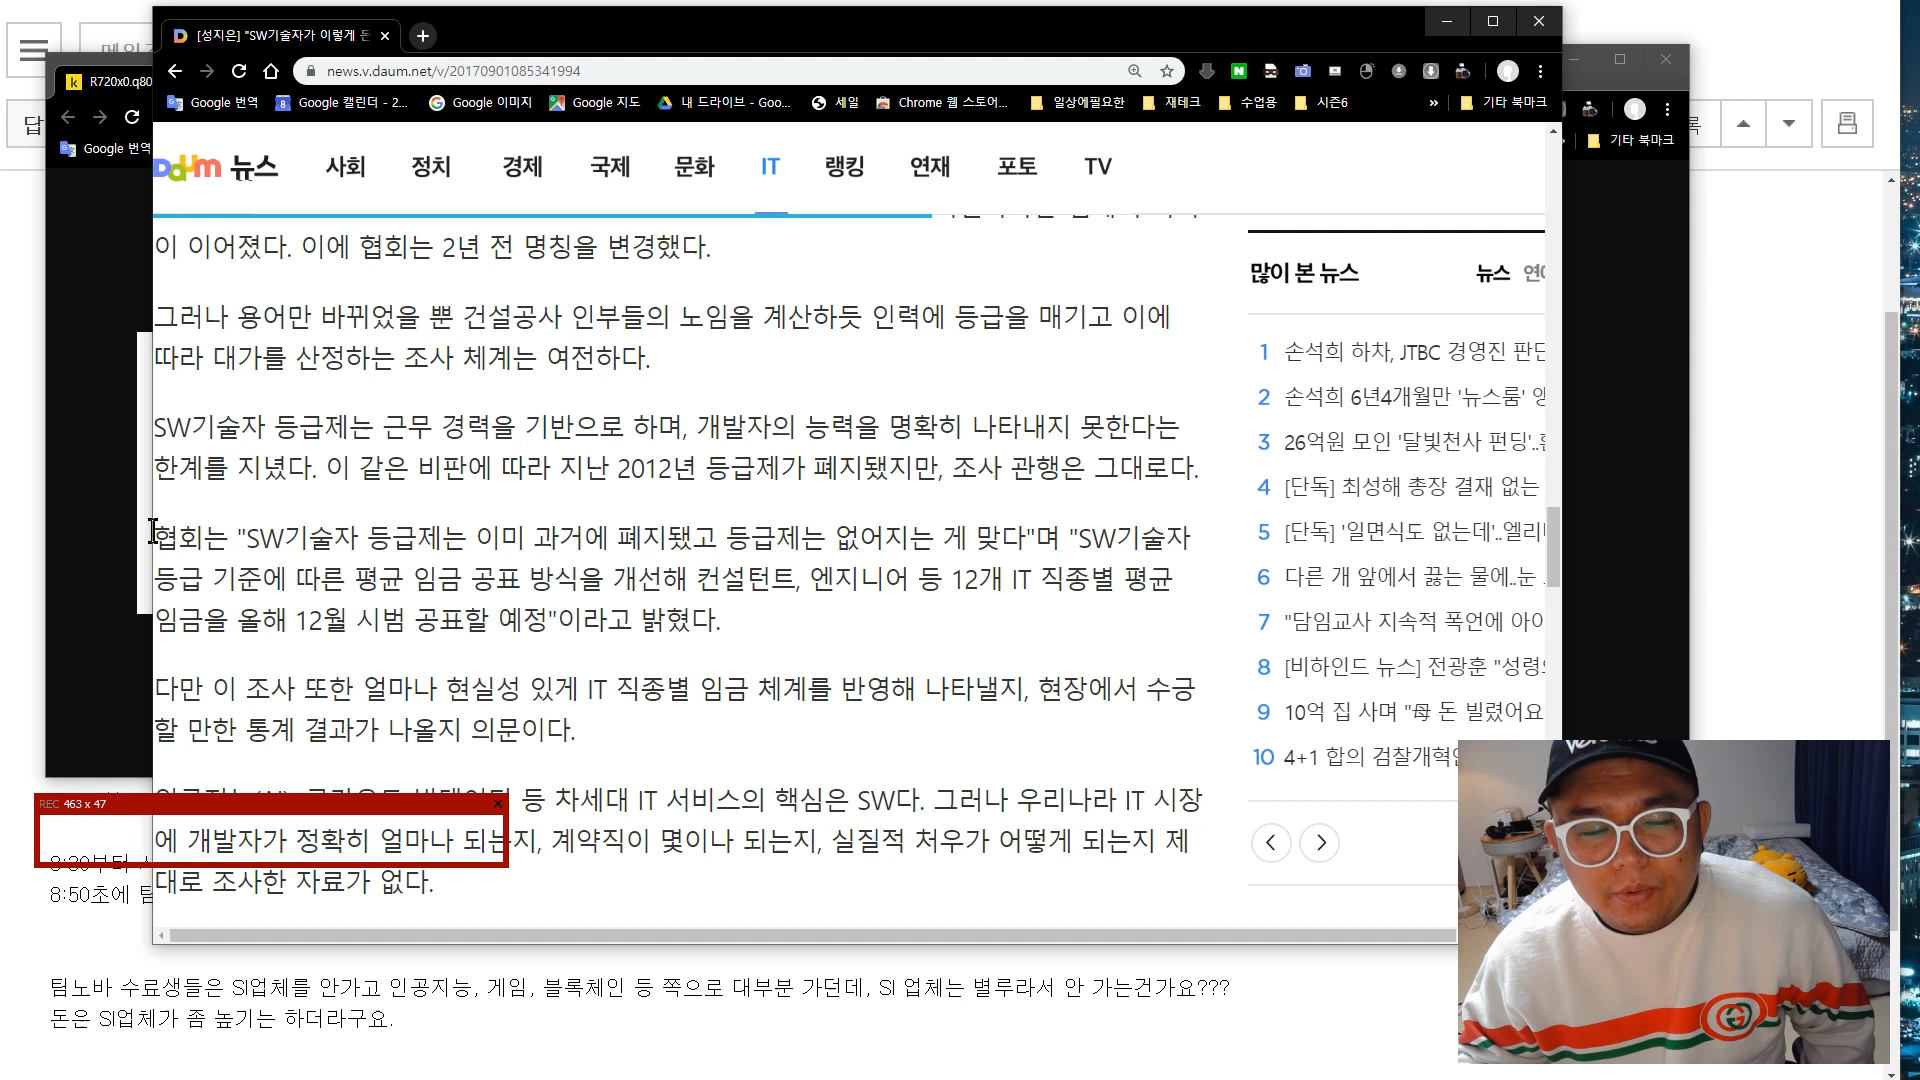 [성지은] "SW기술자가 이렇게 돈
R720x0.q80
news.v.daum.net/v/20170901085341994
Google 번역
Google 캘린더 - 2...
Google 이미지
Google 지도
내 드라이브 - Goo...
세일
Chrome 웹 스토어...
일상에필요한
재테크
수업용
시즌6
»
기타 북마크
Google 번역
기타 북마크
답
Daum 뉴스
사회
정치
경제
국제
문화
IT
랭킹
연재
포토
TV
이 이어졌다. 이에 협회는 2년 전 명칭을 변경했다.
그러나 용어만 바뀌었을 뿐 건설공사 인부들의 노임을 계산하듯 인력에 등급을 매기고 이에
따라 대가를 산정하는 조사 체계는 여전하다.
SW기술자 등급제는 근무 경력을 기반으로 하며, 개발자의 능력을 명확히 나타내지 못한다는
한계를 지녔다. 이 같은 비판에 따라 지난 2012년 등급제가 폐지됐지만, 조사 관행은 그대로다.
협회는 "SW기술자 등급제는 이미 과거에 폐지됐고 등급제는 없어지는 게 맞다"며 "SW기술자
등급 기준에 따른 평균 임금 공표 방식을 개선해 컨설턴트, 엔지니어 등 12개 IT 직종별 평균
임금을 올해 12월 시범 공표할 예정"이라고 밝혔다.
다만 이 조사 또한 얼마나 현실성 있게 IT 직종별 임금 체계를 반영해 나타낼지, 현장에서 수긍
할 만한 통계 결과가 나올지 의문이다.
등 차세대 IT 서비스의 핵심은 SW다. 그러나 우리나라 IT 시장
에 개발자가 정확히 얼마나 되는지, 계약직이 몇이나 되는지, 실질적 처우가 어떻게 되는지 제
대로 조사한 자료가 없다.
많이 본 뉴스
뉴스
1 손석희 하차, JTBC 경영진 판단
2 손석희 6년4개월만 '뉴스룸'
3 26억원 모인 '달빛천사 펀딩'..
4 [단독] 최성해 총장 결재 없는
5 [단독] '일면식도 없는데'..엘리
6 다른 개 앞에서 끓는 물에..눈
7 "담임교사 지속적 폭언에 아이
8 [비하인드 뉴스] 전광훈 "성령
9 10억 집 사며 "母 돈 빌렸어요
10 4+1 합의 검찰개혁안
REC 463 x 47
8:30부터
8:50초에 팀
팀노바 수료생들은 SI업체를 안가고 인공지능, 게임, 블록체인 등 쪽으로 대부분 가던데, SI 업체는 별루라서 안 가는건가요???
돈은 SI업체가 좀 높기는 하더라구요.